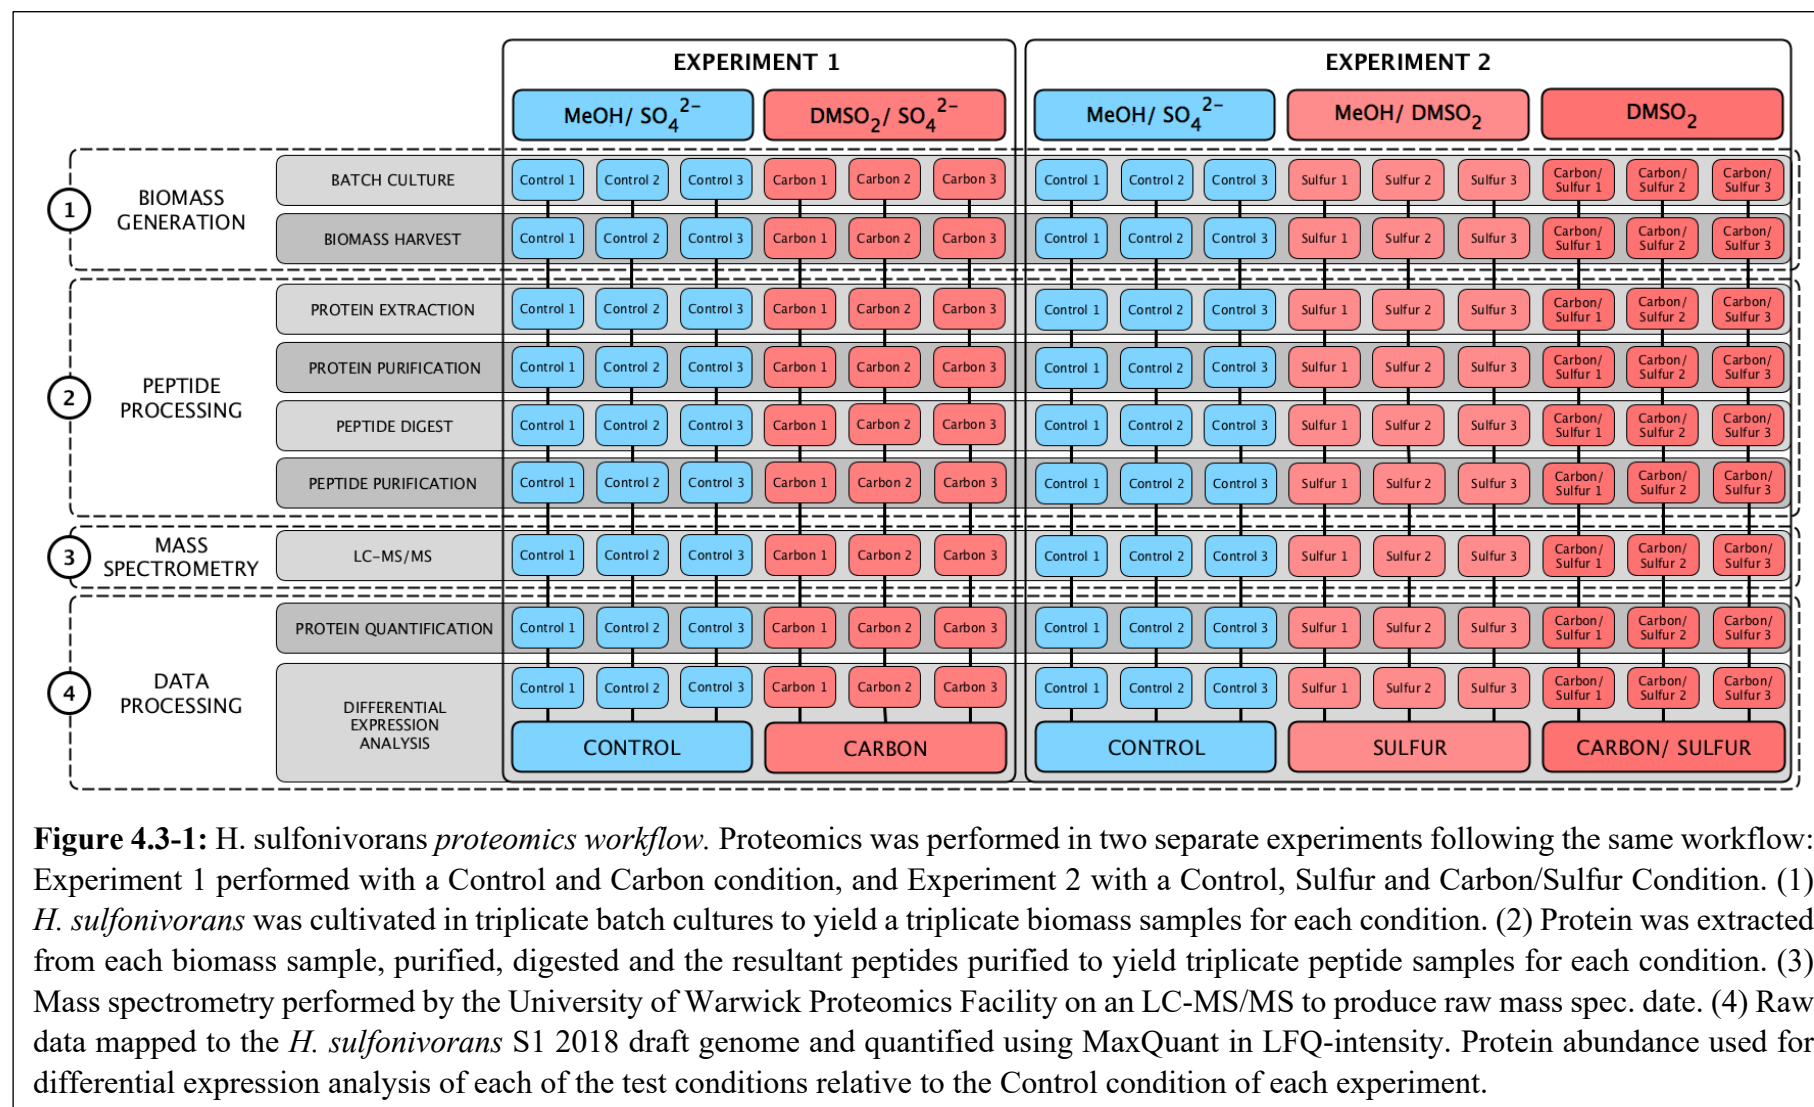 EXPERIMENT 1 EXPERIMENT 2
MeOH/ SO₄²⁻ DMSO₂/ SO₄²⁻ MeOH/ SO₄²⁻ MeOH/ DMSO₂ DMSO₂
1 BIOMASS GENERATION
BATCH CULTURE Control 1 Control 2 Control 3 Carbon 1 Carbon 2 Carbon 3 Control 1 Control 2 Control 3 Sulfur 1 Sulfur 2 Sulfur 3 Carbon/ Sulfur 1 Carbon/ Sulfur 2 Carbon/ Sulfur 3
BIOMASS HARVEST Control 1 Control 2 Control 3 Carbon 1 Carbon 2 Carbon 3 Control 1 Control 2 Control 3 Sulfur 1 Sulfur 2 Sulfur 3 Carbon/ Sulfur 1 Carbon/ Sulfur 2 Carbon/ Sulfur 3
2 PEPTIDE PROCESSING
PROTEIN EXTRACTION Control 1 Control 2 Control 3 Carbon 1 Carbon 2 Carbon 3 Control 1 Control 2 Control 3 Sulfur 1 Sulfur 2 Sulfur 3 Carbon/ Sulfur 1 Carbon/ Sulfur 2 Carbon/ Sulfur 3
PROTEIN PURIFICATION Control 1 Control 2 Control 3 Carbon 1 Carbon 2 Carbon 3 Control 1 Control 2 Control 3 Sulfur 1 Sulfur 2 Sulfur 3 Carbon/ Sulfur 1 Carbon/ Sulfur 2 Carbon/ Sulfur 3
PEPTIDE DIGEST Control 1 Control 2 Control 3 Carbon 1 Carbon 2 Carbon 3 Control 1 Control 2 Control 3 Sulfur 1 Sulfur 2 Sulfur 3 Carbon/ Sulfur 1 Carbon/ Sulfur 2 Carbon/ Sulfur 3
PEPTIDE PURIFICATION Control 1 Control 2 Control 3 Carbon 1 Carbon 2 Carbon 3 Control 1 Control 2 Control 3 Sulfur 1 Sulfur 2 Sulfur 3 Carbon/ Sulfur 1 Carbon/ Sulfur 2 Carbon/ Sulfur 3
3 MASS SPECTROMETRY
LC-MS/MS Control 1 Control 2 Control 3 Carbon 1 Carbon 2 Carbon 3 Control 1 Control 2 Control 3 Sulfur 1 Sulfur 2 Sulfur 3 Carbon/ Sulfur 1 Carbon/ Sulfur 2 Carbon/ Sulfur 3
4 DATA PROCESSING
PROTEIN QUANTIFICATION Control 1 Control 2 Control 3 Carbon 1 Carbon 2 Carbon 3 Control 1 Control 2 Control 3 Sulfur 1 Sulfur 2 Sulfur 3 Carbon/ Sulfur 1 Carbon/ Sulfur 2 Carbon/ Sulfur 3
DIFFERENTIAL EXPRESSION ANALYSIS Control 1 Control 2 Control 3 Carbon 1 Carbon 2 Carbon 3 Control 1 Control 2 Control 3 Sulfur 1 Sulfur 2 Sulfur 3 Carbon/ Sulfur 1 Carbon/ Sulfur 2 Carbon/ Sulfur 3
CONTROL CARBON CONTROL SULFUR CARBON/ SULFUR
Figure 4.3-1: H. sulfonivorans proteomics workflow. Proteomics was performed in two separate experiments following the same workflow:
Experiment 1 performed with a Control and Carbon condition, and Experiment 2 with a Control, Sulfur and Carbon/Sulfur Condition. (1)
H. sulfonivorans was cultivated in triplicate batch cultures to yield a triplicate biomass samples for each condition. (2) Protein was extracted
from each biomass sample, purified, digested and the resultant peptides purified to yield triplicate peptide samples for each condition. (3)
Mass spectrometry performed by the University of Warwick Proteomics Facility on an LC-MS/MS to produce raw mass spec. date. (4) Raw
data mapped to the H. sulfonivorans S1 2018 draft genome and quantified using MaxQuant in LFQ-intensity. Protein abundance used for
differential expression analysis of each of the test conditions relative to the Control condition of each experiment.